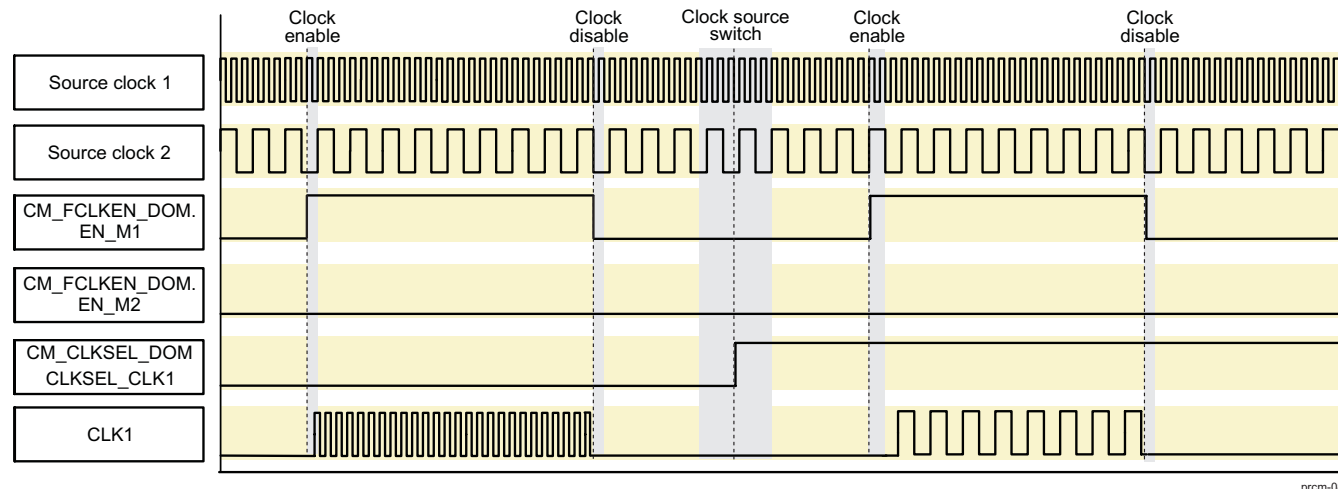 Clock enable
Clock disable
Clock source switch
Clock enable
Clock disable
Source clock 1
Source clock 2
CM_FCLKEN_DOM.
EN_M1
CM_FCLKEN_DOM.
EN_M2
CM_CLKSEL_DOM
CLKSEL_CLK1
CLK1